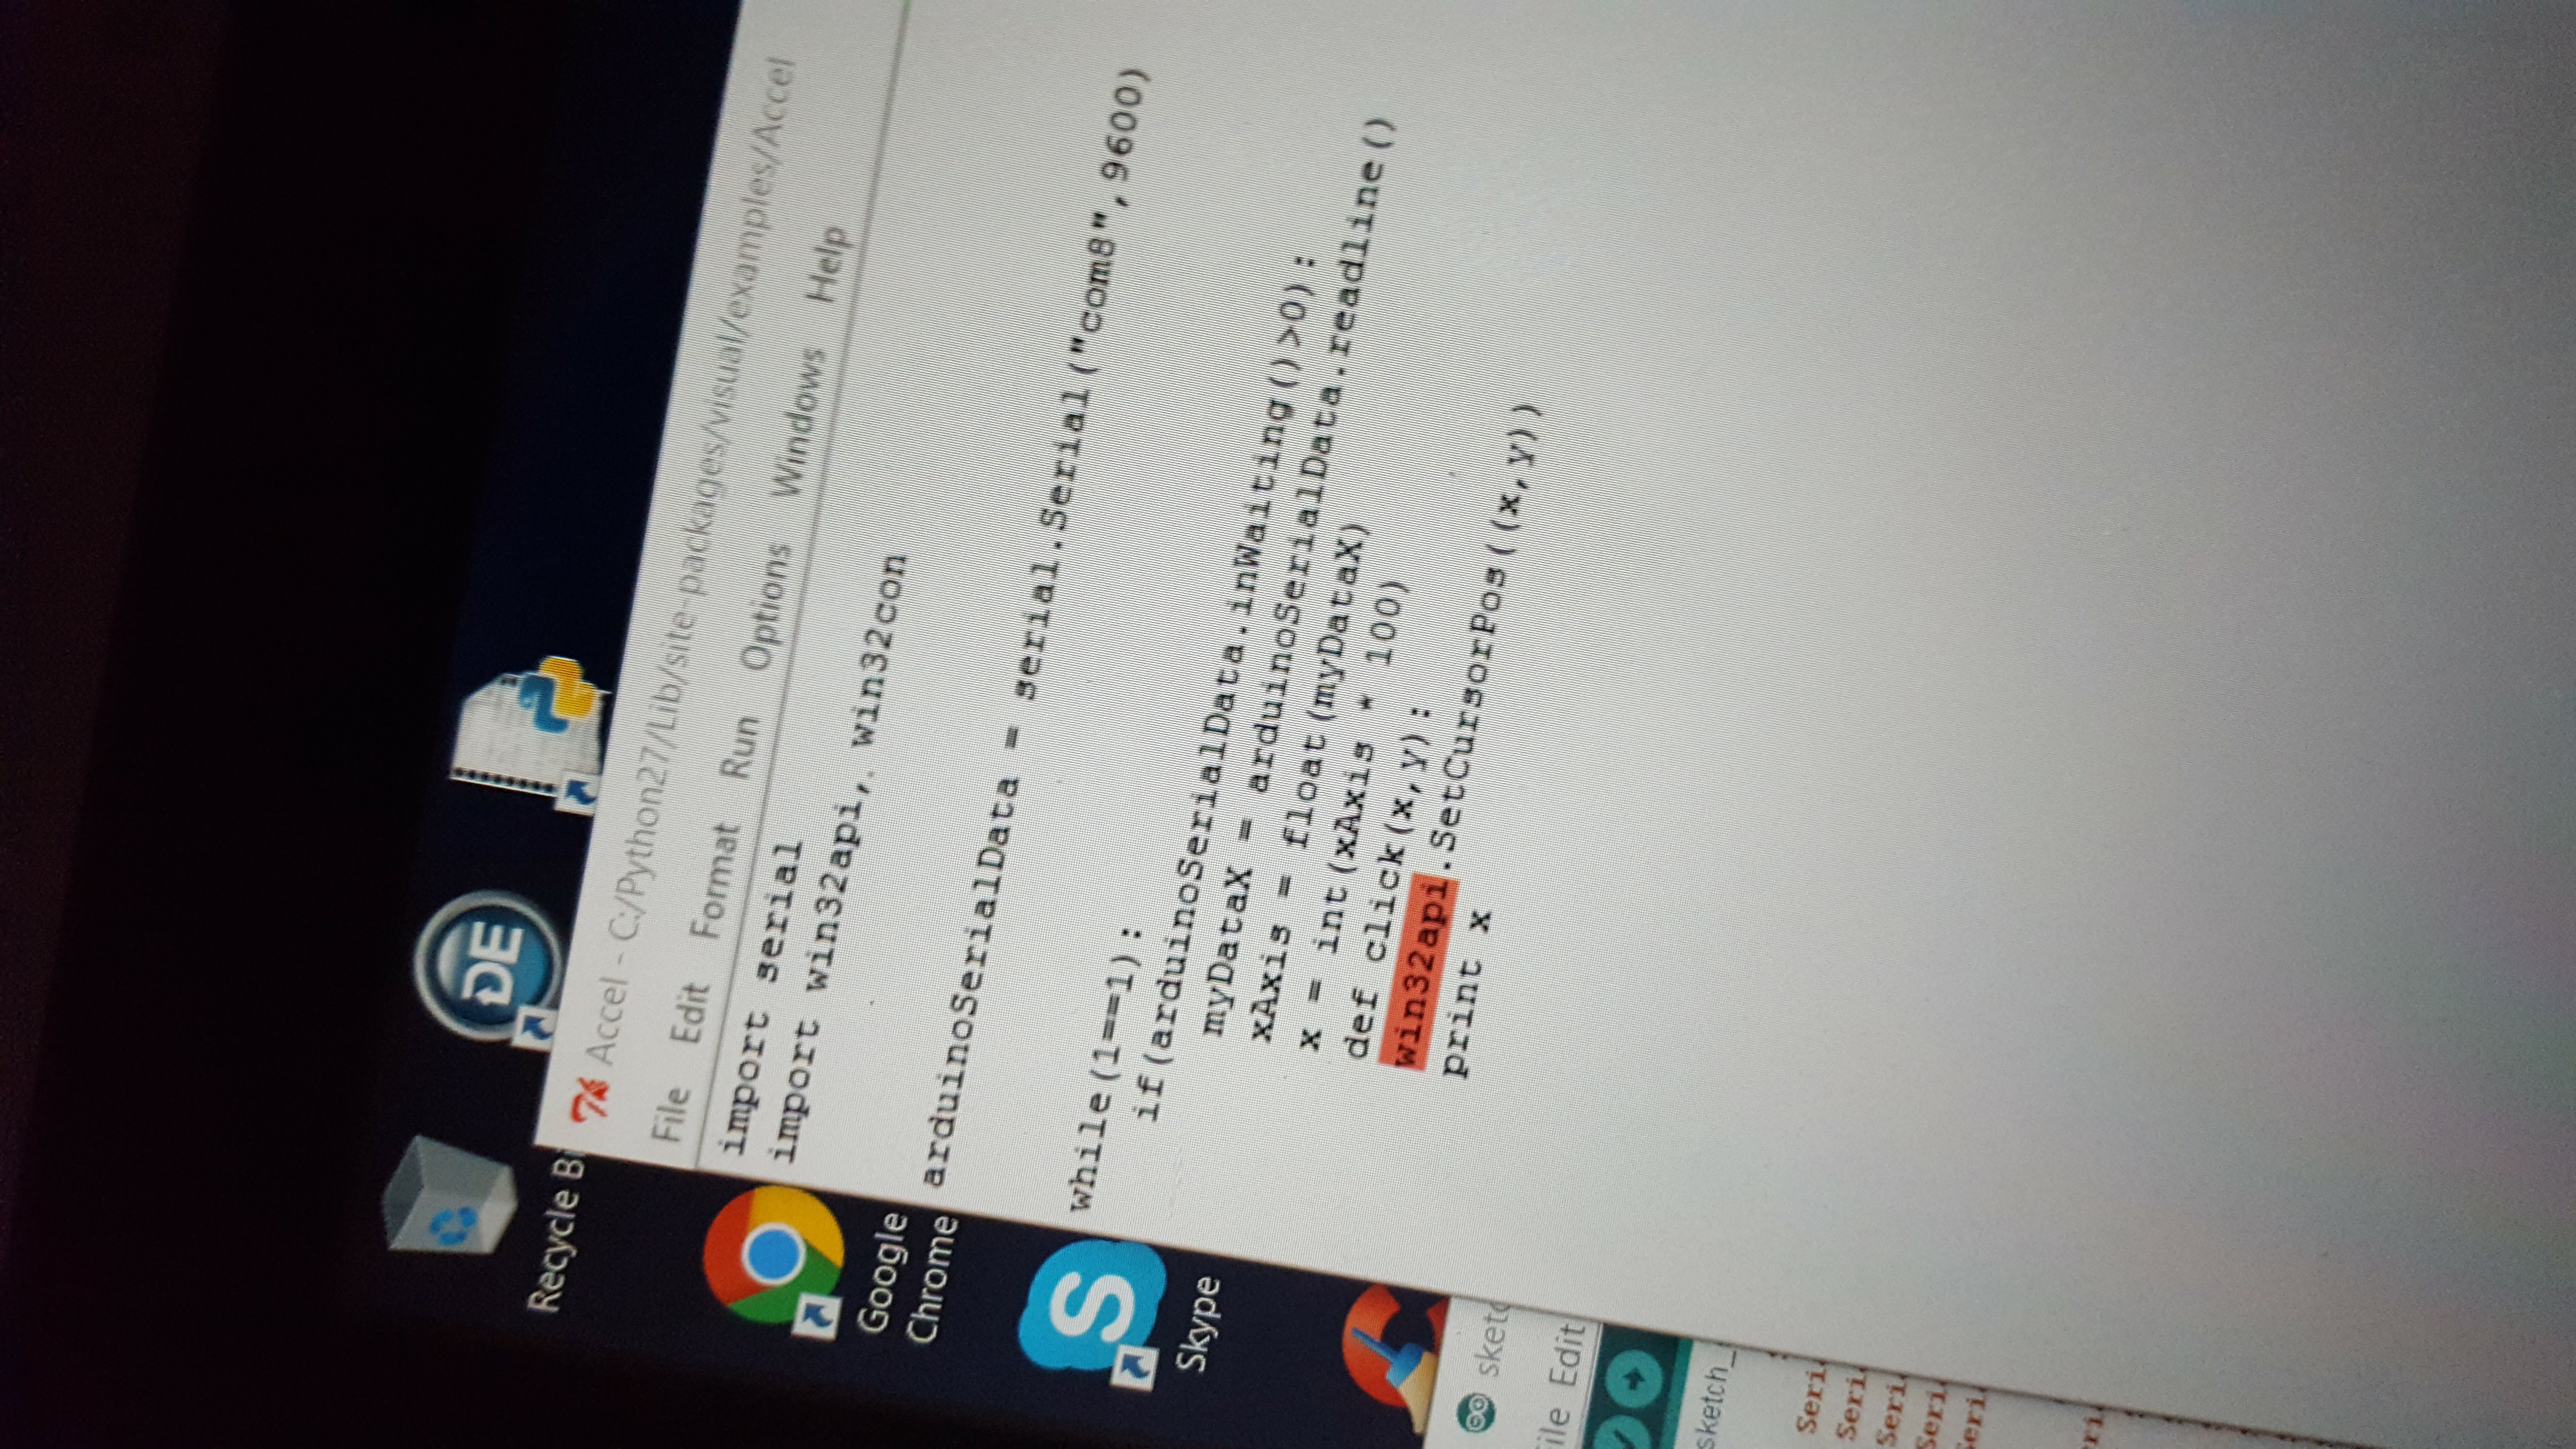 Recycle Bi
DE
Accel - C:/Python27/Lib/site-packages/visual/examples/Accel
File Edit Format Run Options Windows Help
import serial
import win32api, win32con
arduinoSerialData = serial.Serial("com8",9600)
while(1==1):
if(arduinoSerialData.inWaiting()>0):
myDataX = arduinoSerialData.readline()
xAxis = float(myDataX)
x = int(xAxis * 100)
def click(x,y):
win32api.SetCursorPos((x,y))
print x
Google
Chrome
S
Skype
sketc
ile Edit
sketch_
Seri
Seri
Seri
Seri
eri
ri